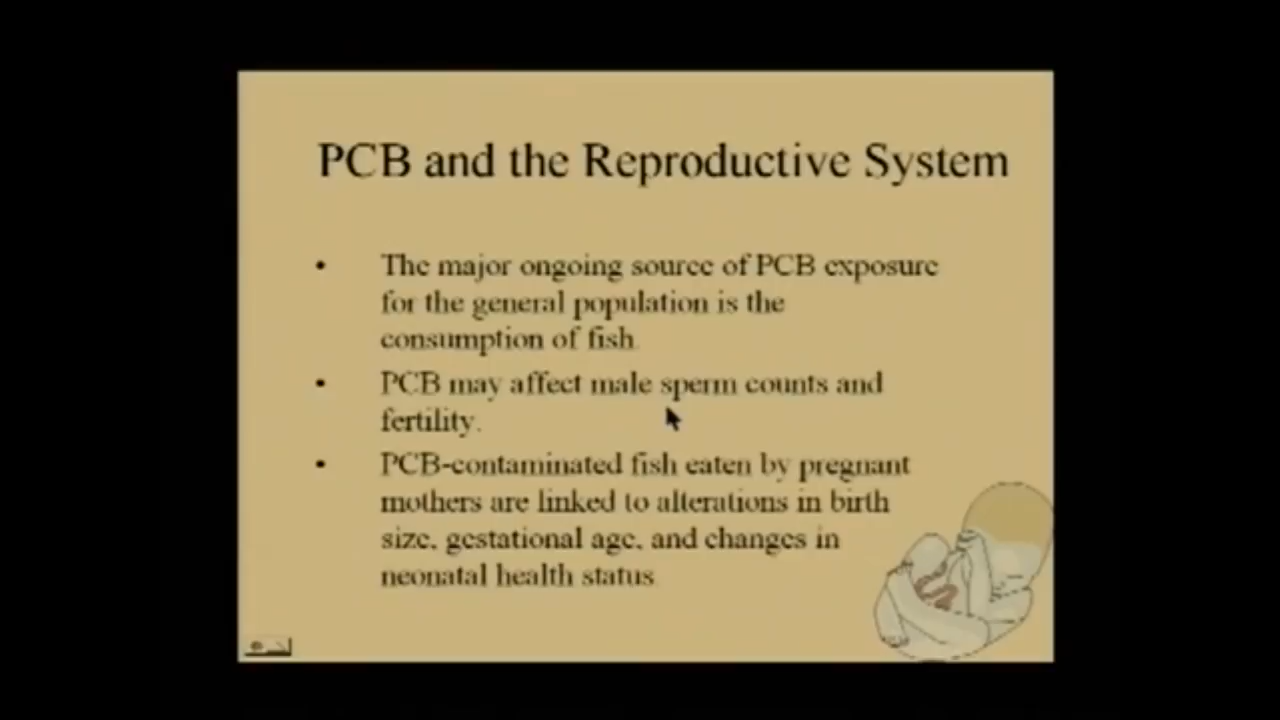 PCB and the Reproductive System
• The major ongoing source of PCB exposure
for the general population is the
consumption of fish.
• PCB may affect male sperm counts and
fertility.
• PCB-contaminated fish eaten by pregnant
mothers are linked to alterations in birth
size, gestational age, and changes in
neonatal health status